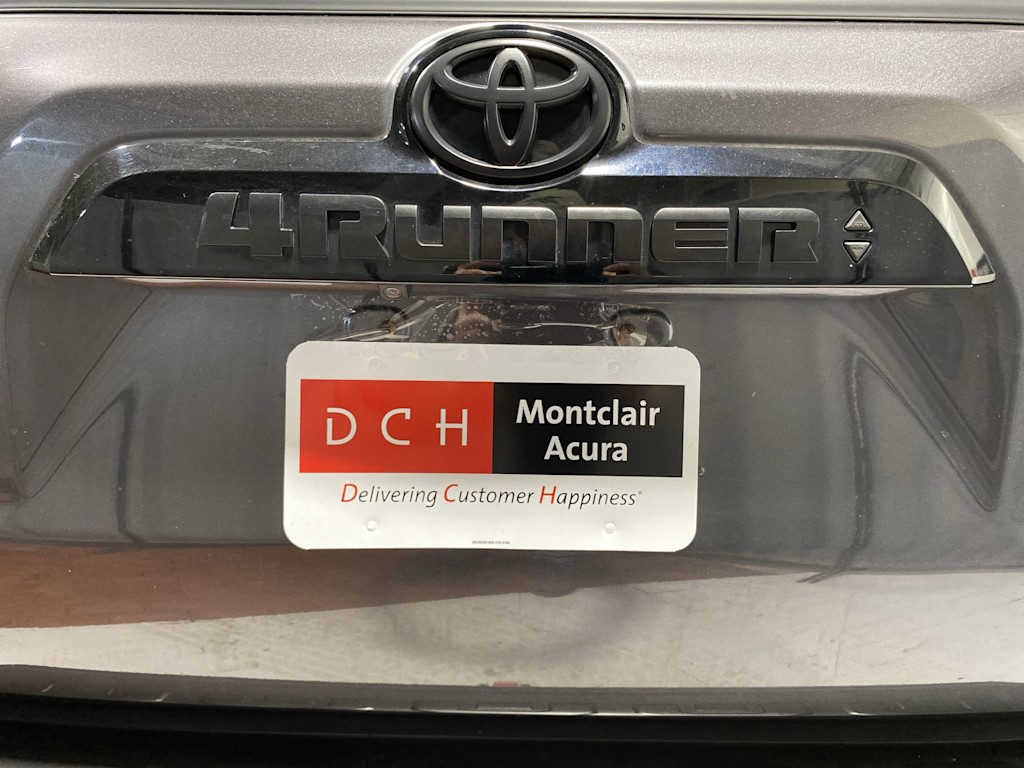 4RUNNER
DCH
Montclair
Acura
Delivering Customer Happiness